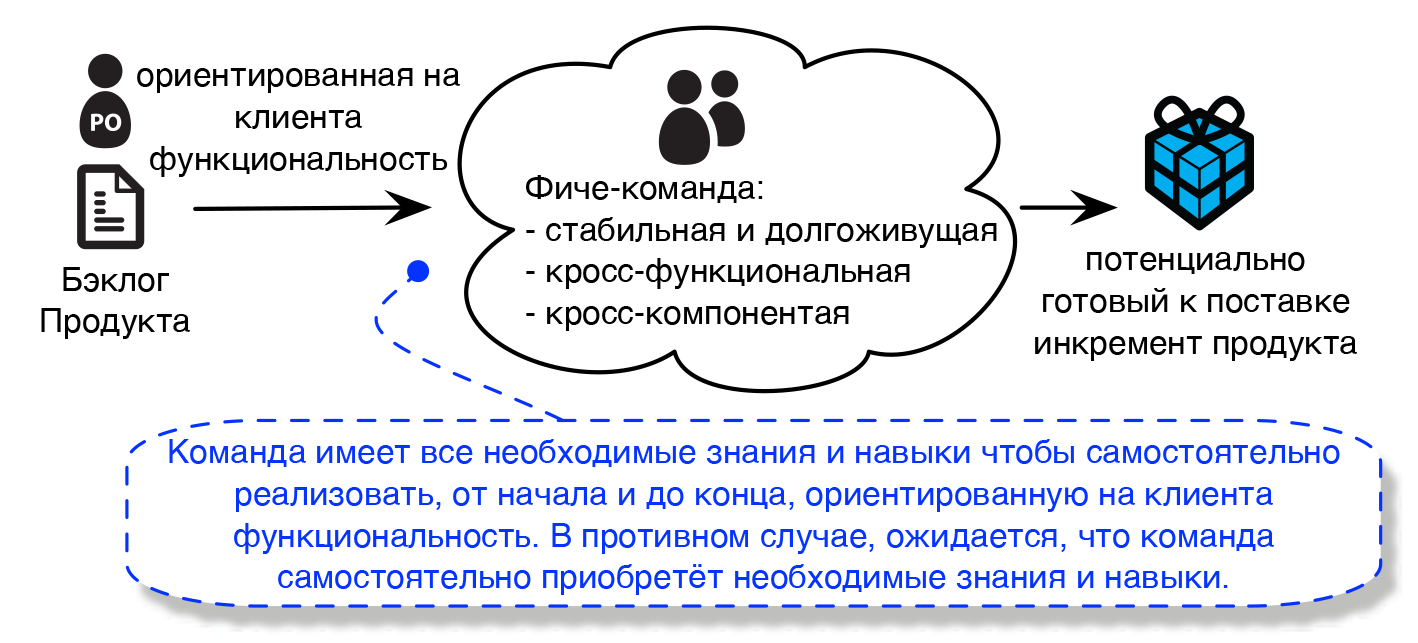 PO
ориентированная на
клиента
функциональность
Бэклог
Продукта
Фиче-команда:
- стабильная и долгоживущая
- кросс-функциональная
- кросс-компонентая
потенциально
готовый к поставке
инкремент продукта
Команда имеет все необходимые знания и навыки чтобы самостоятельно
реализовать, от начала и до конца, ориентированную на клиента
функциональность. В противном случае, ожидается, что команда
самостоятельно приобретёт необходимые знания и навыки.